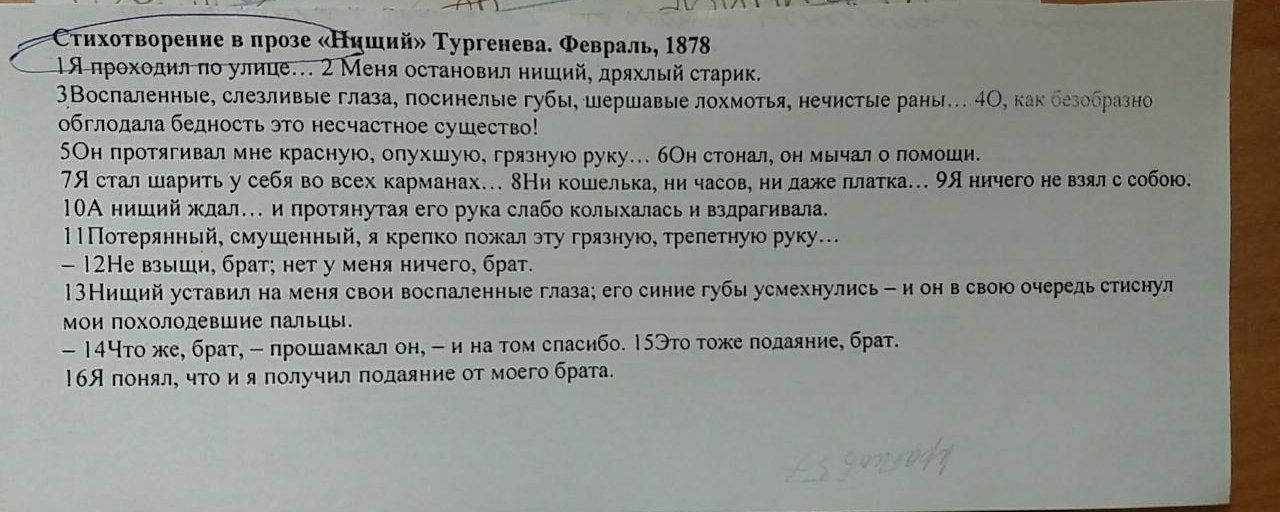 Стихотворение в прозе «Нищий» Тургенева. Февраль, 1878
1Я проходил по улице… 2 Меня остановил нищий, дряхлый старик.
3Воспаленные, слезливые глаза, посинелые губы, шершавые лохмотья, нечистые раны… 4О, как безобразно
обглодала бедность это несчастное существо!
5Он протягивал мне красную, опухшую, грязную руку… 6Он стонал, он мычал о помощи.
7Я стал шарить у себя во всех карманах… 8Ни кошелька, ни часов, ни даже платка… 9Я ничего не взял с собою.
10А нищий ждал… и протянутая его рука слабо колыхалась и вздрагивала.
11Потерянный, смущенный, я крепко пожал эту грязную, трепетную руку…
– 12Не взыщи, брат; нет у меня ничего, брат.
13Нищий уставил на меня свои воспаленные глаза; его синие губы усмехнулись – и он в свою очередь стиснул
мои похолодевшие пальцы.
– 14Что же, брат, – прошамкал он, – и на том спасибо. 15Это тоже подаяние, брат.
16Я понял, что и я получил подаяние от моего брата.